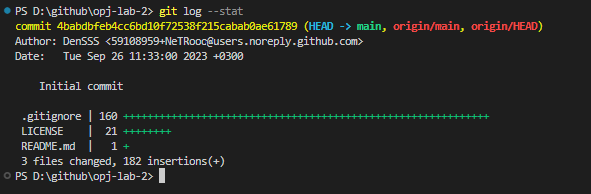 PS D:\github\opj-lab-2> git log --stat
commit 4babdbfeb4cc6bd10f72538f215cabab0ae61789 (HEAD -> main, origin/main, origin/HEAD)
Author: DenSSS <59108959+NeTRooc@users.noreply.github.com>
Date:   Tue Sep 26 11:33:00 2023 +0300

    Initial commit

 .gitignore | 160 +++++++++++++++++++++++++++++++++++++++++++++++++++++++++++++
 LICENSE    |  21 ++++++++
 README.md  |   1 +
 3 files changed, 182 insertions(+)
PS D:\github\opj-lab-2>